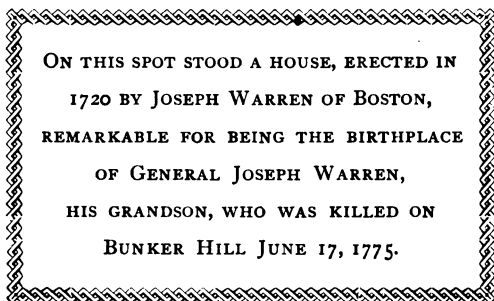 On this spot stood a house, erected in
1720 by Joseph Warren of Boston,
remarkable for being the birthplace
of General Joseph Warren,
his grandson, who was killed on
Bunker Hill June 17, 1775.